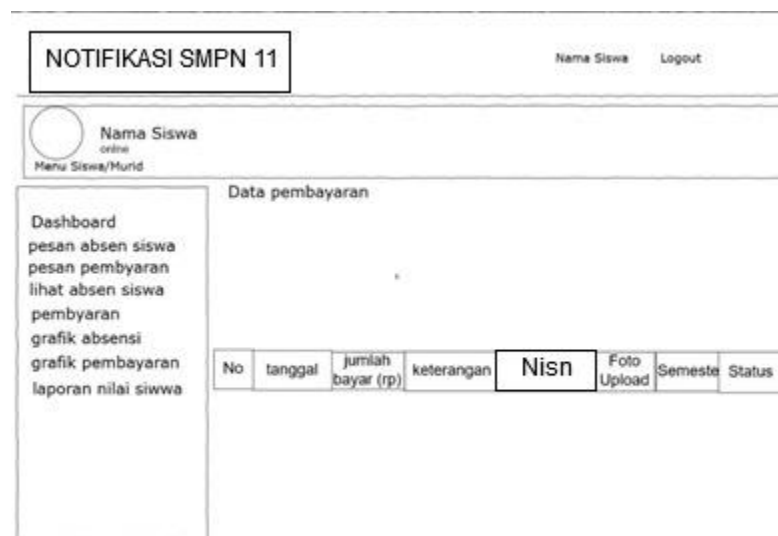 NOTIFIKASI SMPN 11
Nama Siswa Logout
Nama Siswa
online
Menu Siswa/Murid
Data pembayaran
Dashboard
pesan absen siswa
pesan pembyaran
lihat absen siswa
pembyaran
grafik absensi
grafik pembayaran
laporan nilai siwwa
No tanggal jumlah bayar (rp) keterangan Nisn Foto Upload Semeste Status